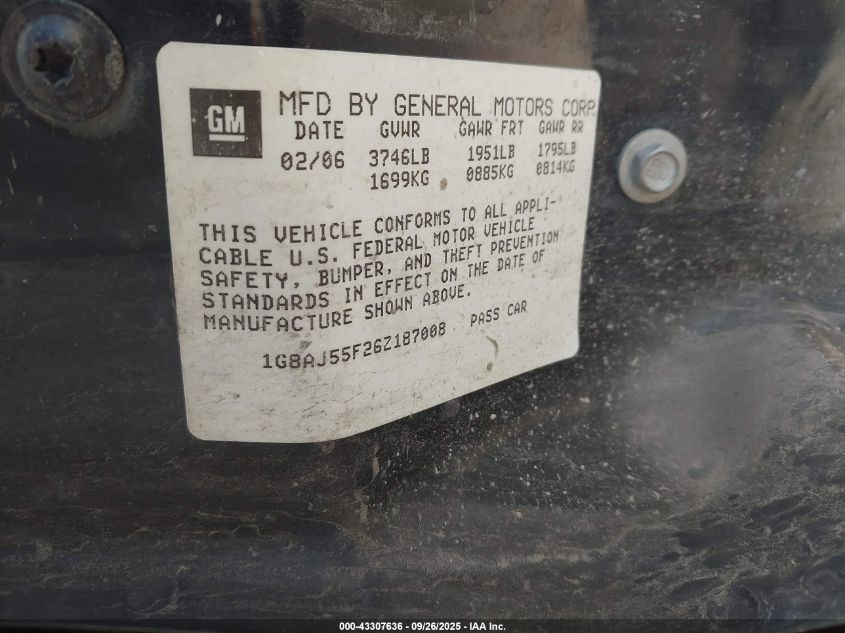 GM
MFD BY GENERAL MOTORS CORP.
DATE GVWR GAWR FRT GAWR RR
02/06 3746LB 1951LB 1795LB
1699KG 0885KG 0814KG
THIS VEHICLE CONFORMS TO ALL APPLI-
CABLE U.S. FEDERAL MOTOR VEHICLE
SAFETY, BUMPER, AND THEFT PREVENTION
STANDARDS IN EFFECT ON THE DATE OF
MANUFACTURE SHOWN ABOVE.
1G8AJ55F26Z187008 PASS CAR
000-43307636 - 09/26/2025 - IAA Inc.